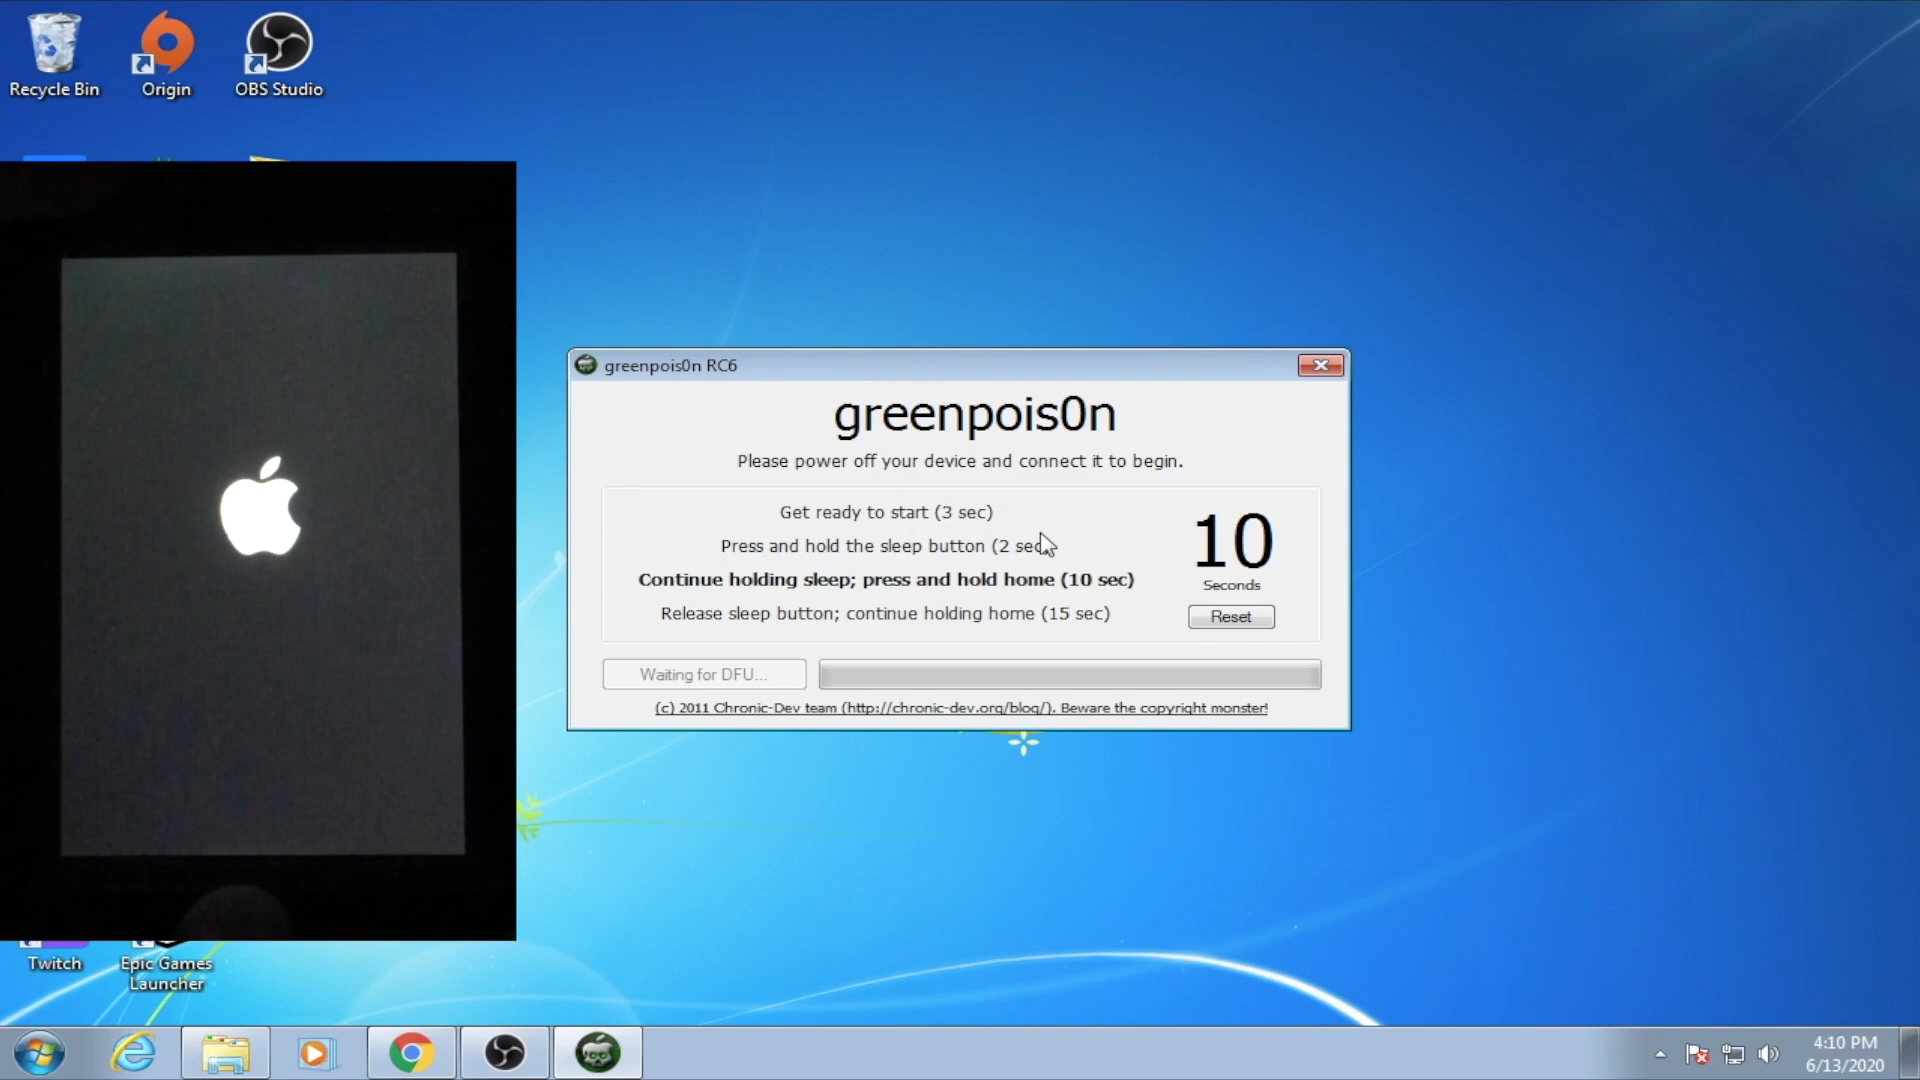 Recycle Bin
Origin
OBS Studio
greenpois0n RC6
greenpois0n
Please power off your device and connect it to begin.
Get ready to start (3 sec)
Press and hold the sleep button (2 sec
Continue holding sleep; press and hold home (10 sec)
Release sleep button; continue holding home (15 sec)
10
Seconds
Reset
Waiting for DFU...
(c) 2011 Chronic-Dev team (http://chronic-dev.org/blog/). Beware the copyright monster!
Twitch
Epic Games
Launcher
4:10 PM
6/13/2020